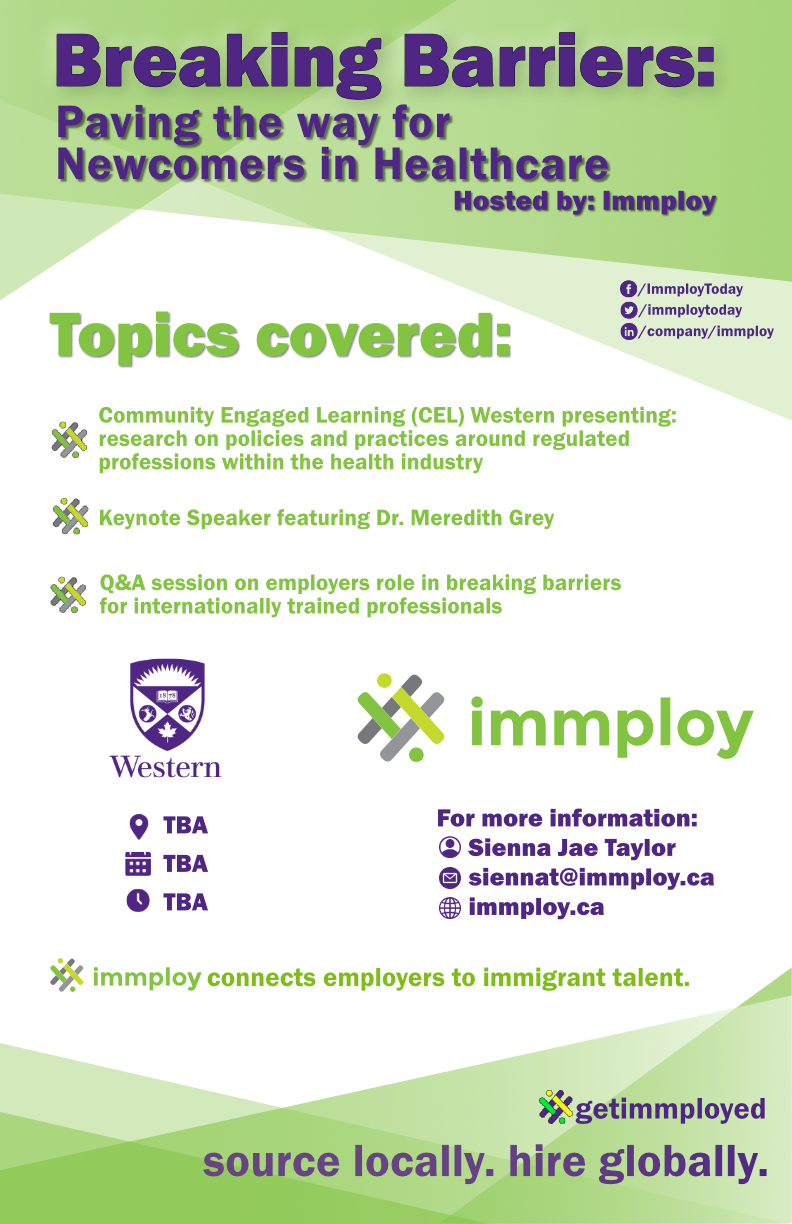 Breaking Barriers:
Paving the way for
Newcomers in Healthcare
Hosted by: Immploy
/ImmployToday
/immploytoday
/company/immploy
Topics covered:
Community Engaged Learning (CEL) Western presenting:
research on policies and practices around regulated
professions within the health industry
Keynote Speaker featuring Dr. Meredith Grey
Q&A session on employers role in breaking barriers
for internationally trained professionals
1878
Western
immploy
TBA
TBA
TBA
For more information:
Sienna Jae Taylor
siennat@immploy.ca
immploy.ca
immploy connects employers to immigrant talent.
getimmployed
source locally. hire globally.